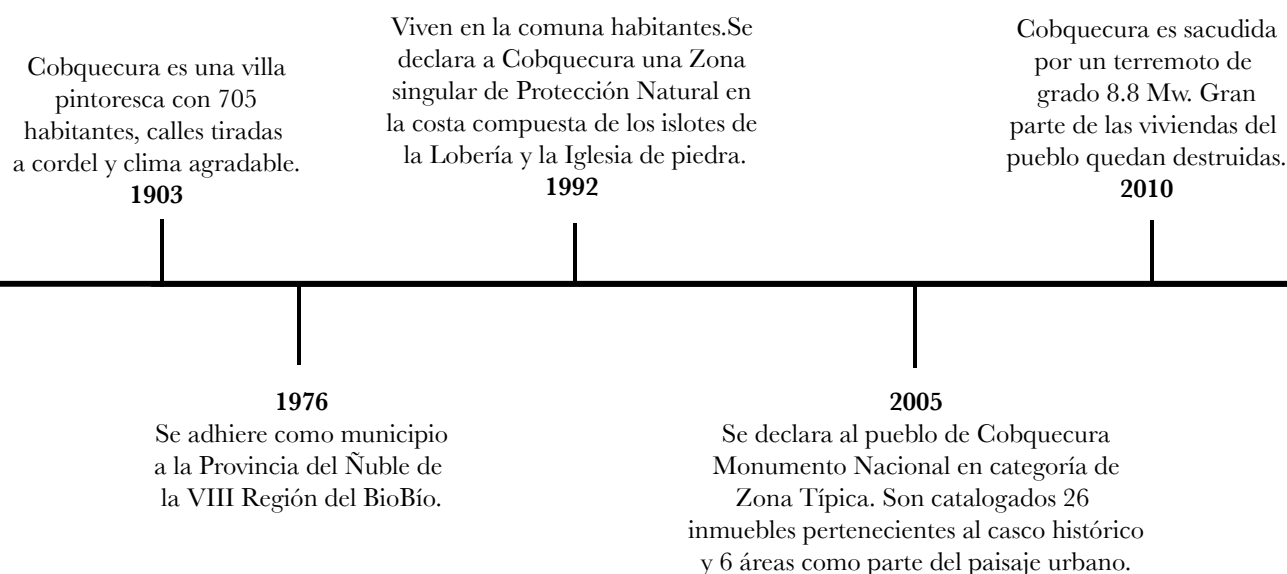 Cobquecura es una villa
pintoresca con 705
habitantes, calles tiradas
a cordel y clima agradable.
1903
Viven en la comuna habitantes.Se
declara a Cobquecura una Zona
singular de Protección Natural en
la costa compuesta de los islotes de
la Lobería y la Iglesia de piedra.
1992
Cobquecura es sacudida
por un terremoto de
grado 8.8 Mw. Gran
parte de las viviendas del
pueblo quedan destruidas.
2010
1976
Se adhiere como municipio
a la Provincia del Ñuble de
la VIII Región del BioBío.
2005
Se declara al pueblo de Cobquecura
Monumento Nacional en categoría de
Zona Típica. Son catalogados 26
inmuebles pertenecientes al casco histórico
y 6 áreas como parte del paisaje urbano.